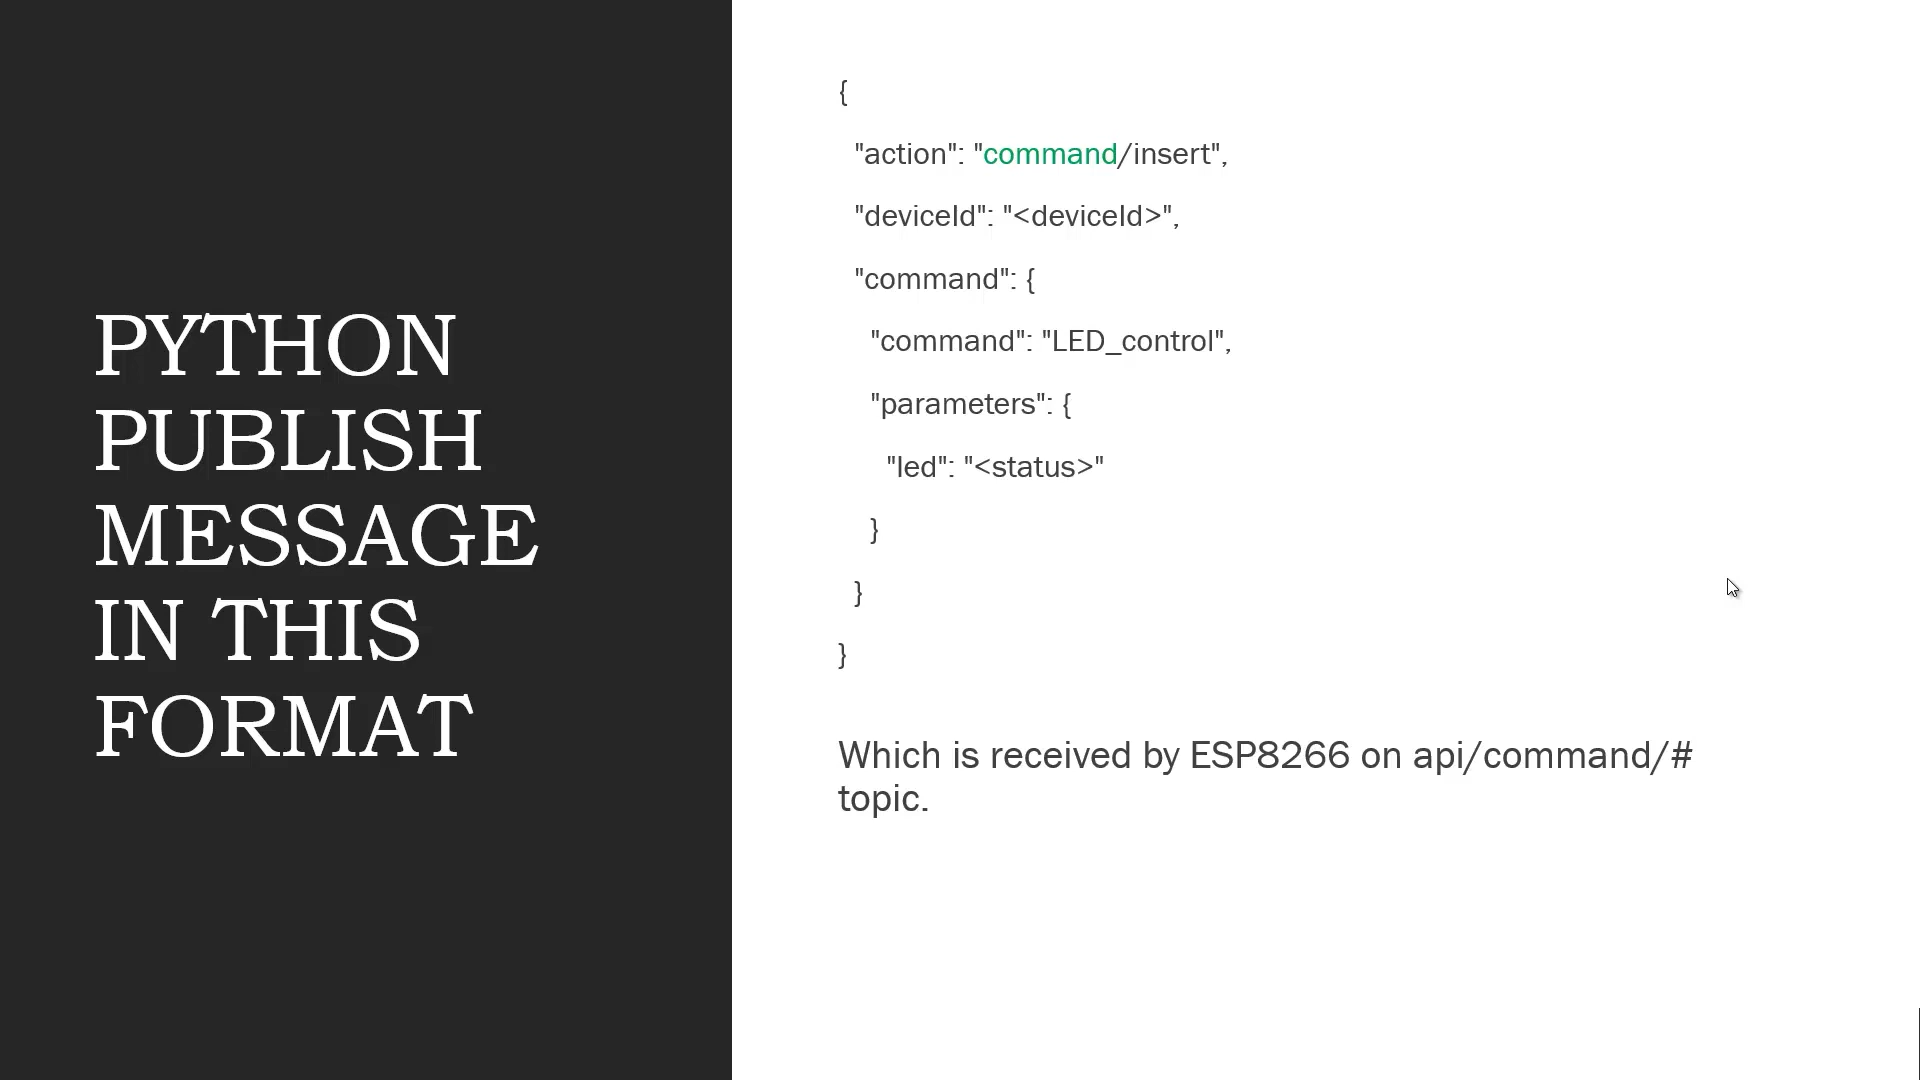 PYTHON
PUBLISH
MESSAGE
IN THIS
FORMAT
{
"action": "command/insert",
"deviceId": "<deviceId>",
"command": {
"command": "LED_control",
"parameters": {
"led": "<status>"
}
}
}
Which is received by ESP8266 on api/command/#
topic.